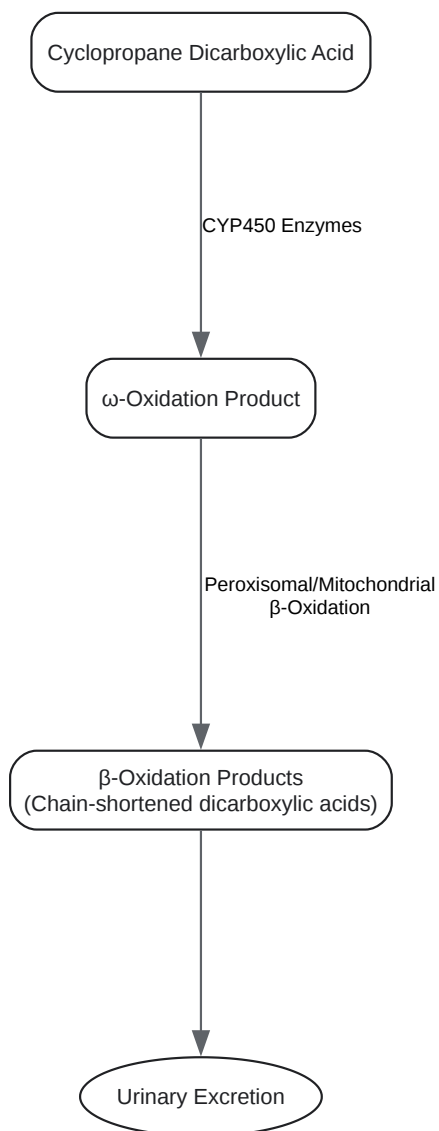 Cyclopropane Dicarboxylic Acid
CYP450 Enzymes
ω-Oxidation Product
Peroxisomal/Mitochondrial
β-Oxidation
β-Oxidation Products
(Chain-shortened dicarboxylic acids)
Urinary Excretion